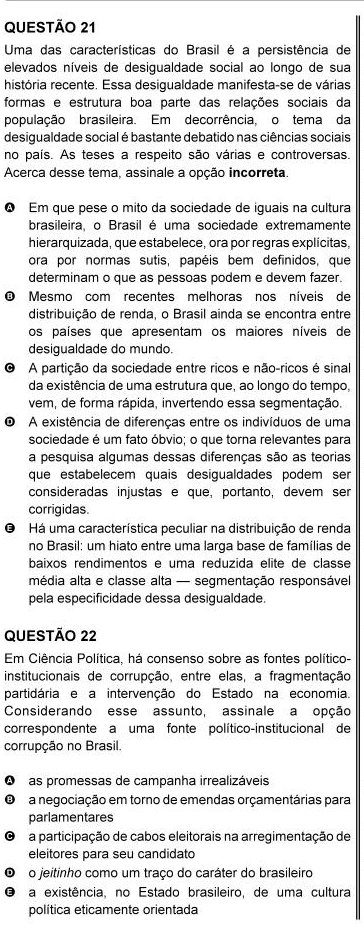 QUESTÃO 21
Uma das características do Brasil é a persistência de
elevados níveis de desigualdade social ao longo de sua
história recente. Essa desigualdade manifesta-se de várias
formas e estrutura boa parte das relações sociais da
população brasileira. Em decorrência, o tema da
desigualdade social é bastante debatido nas ciências sociais
no país. As teses a respeito são várias e controversas.
Acerca desse tema, assinale a opção incorreta.
A Em que pese o mito da sociedade de iguais na cultura
brasileira, o Brasil é uma sociedade extremamente
hierarquizada, que estabelece, ora por regras explícitas,
ora por normas sutis, papéis bem definidos, que
determinam o que as pessoas podem e devem fazer.
B Mesmo com recentes melhoras nos níveis de
distribuição de renda, o Brasil ainda se encontra entre
os países que apresentam os maiores níveis de
desigualdade do mundo.
C A partição da sociedade entre ricos e não-ricos é sinal
da existência de uma estrutura que, ao longo do tempo,
vem, de forma rápida, invertendo essa segmentação.
D A existência de diferenças entre os indivíduos de uma
sociedade é um fato óbvio; o que torna relevantes para
a pesquisa algumas dessas diferenças são as teorias
que estabelecem quais desigualdades podem ser
consideradas injustas e que, portanto, devem ser
corrigidas.
E Há uma característica peculiar na distribuição de renda
no Brasil: um hiato entre uma larga base de famílias de
baixos rendimentos e uma reduzida elite de classe
média alta e classe alta — segmentação responsável
pela especificidade dessa desigualdade.
QUESTÃO 22
Em Ciência Política, há consenso sobre as fontes político-
institucionais de corrupção, entre elas, a fragmentação
partidária e a intervenção do Estado na economia.
Considerando esse assunto, assinale a opção
correspondente a uma fonte político-institucional de
corrupção no Brasil.
A as promessas de campanha irrealizáveis
B a negociação em torno de emendas orçamentárias para
parlamentares
C a participação de cabos eleitorais na arregimentação de
eleitores para seu candidato
D o jeitinho como um traço do caráter do brasileiro
E a existência, no Estado brasileiro, de uma cultura
política eticamente orientada